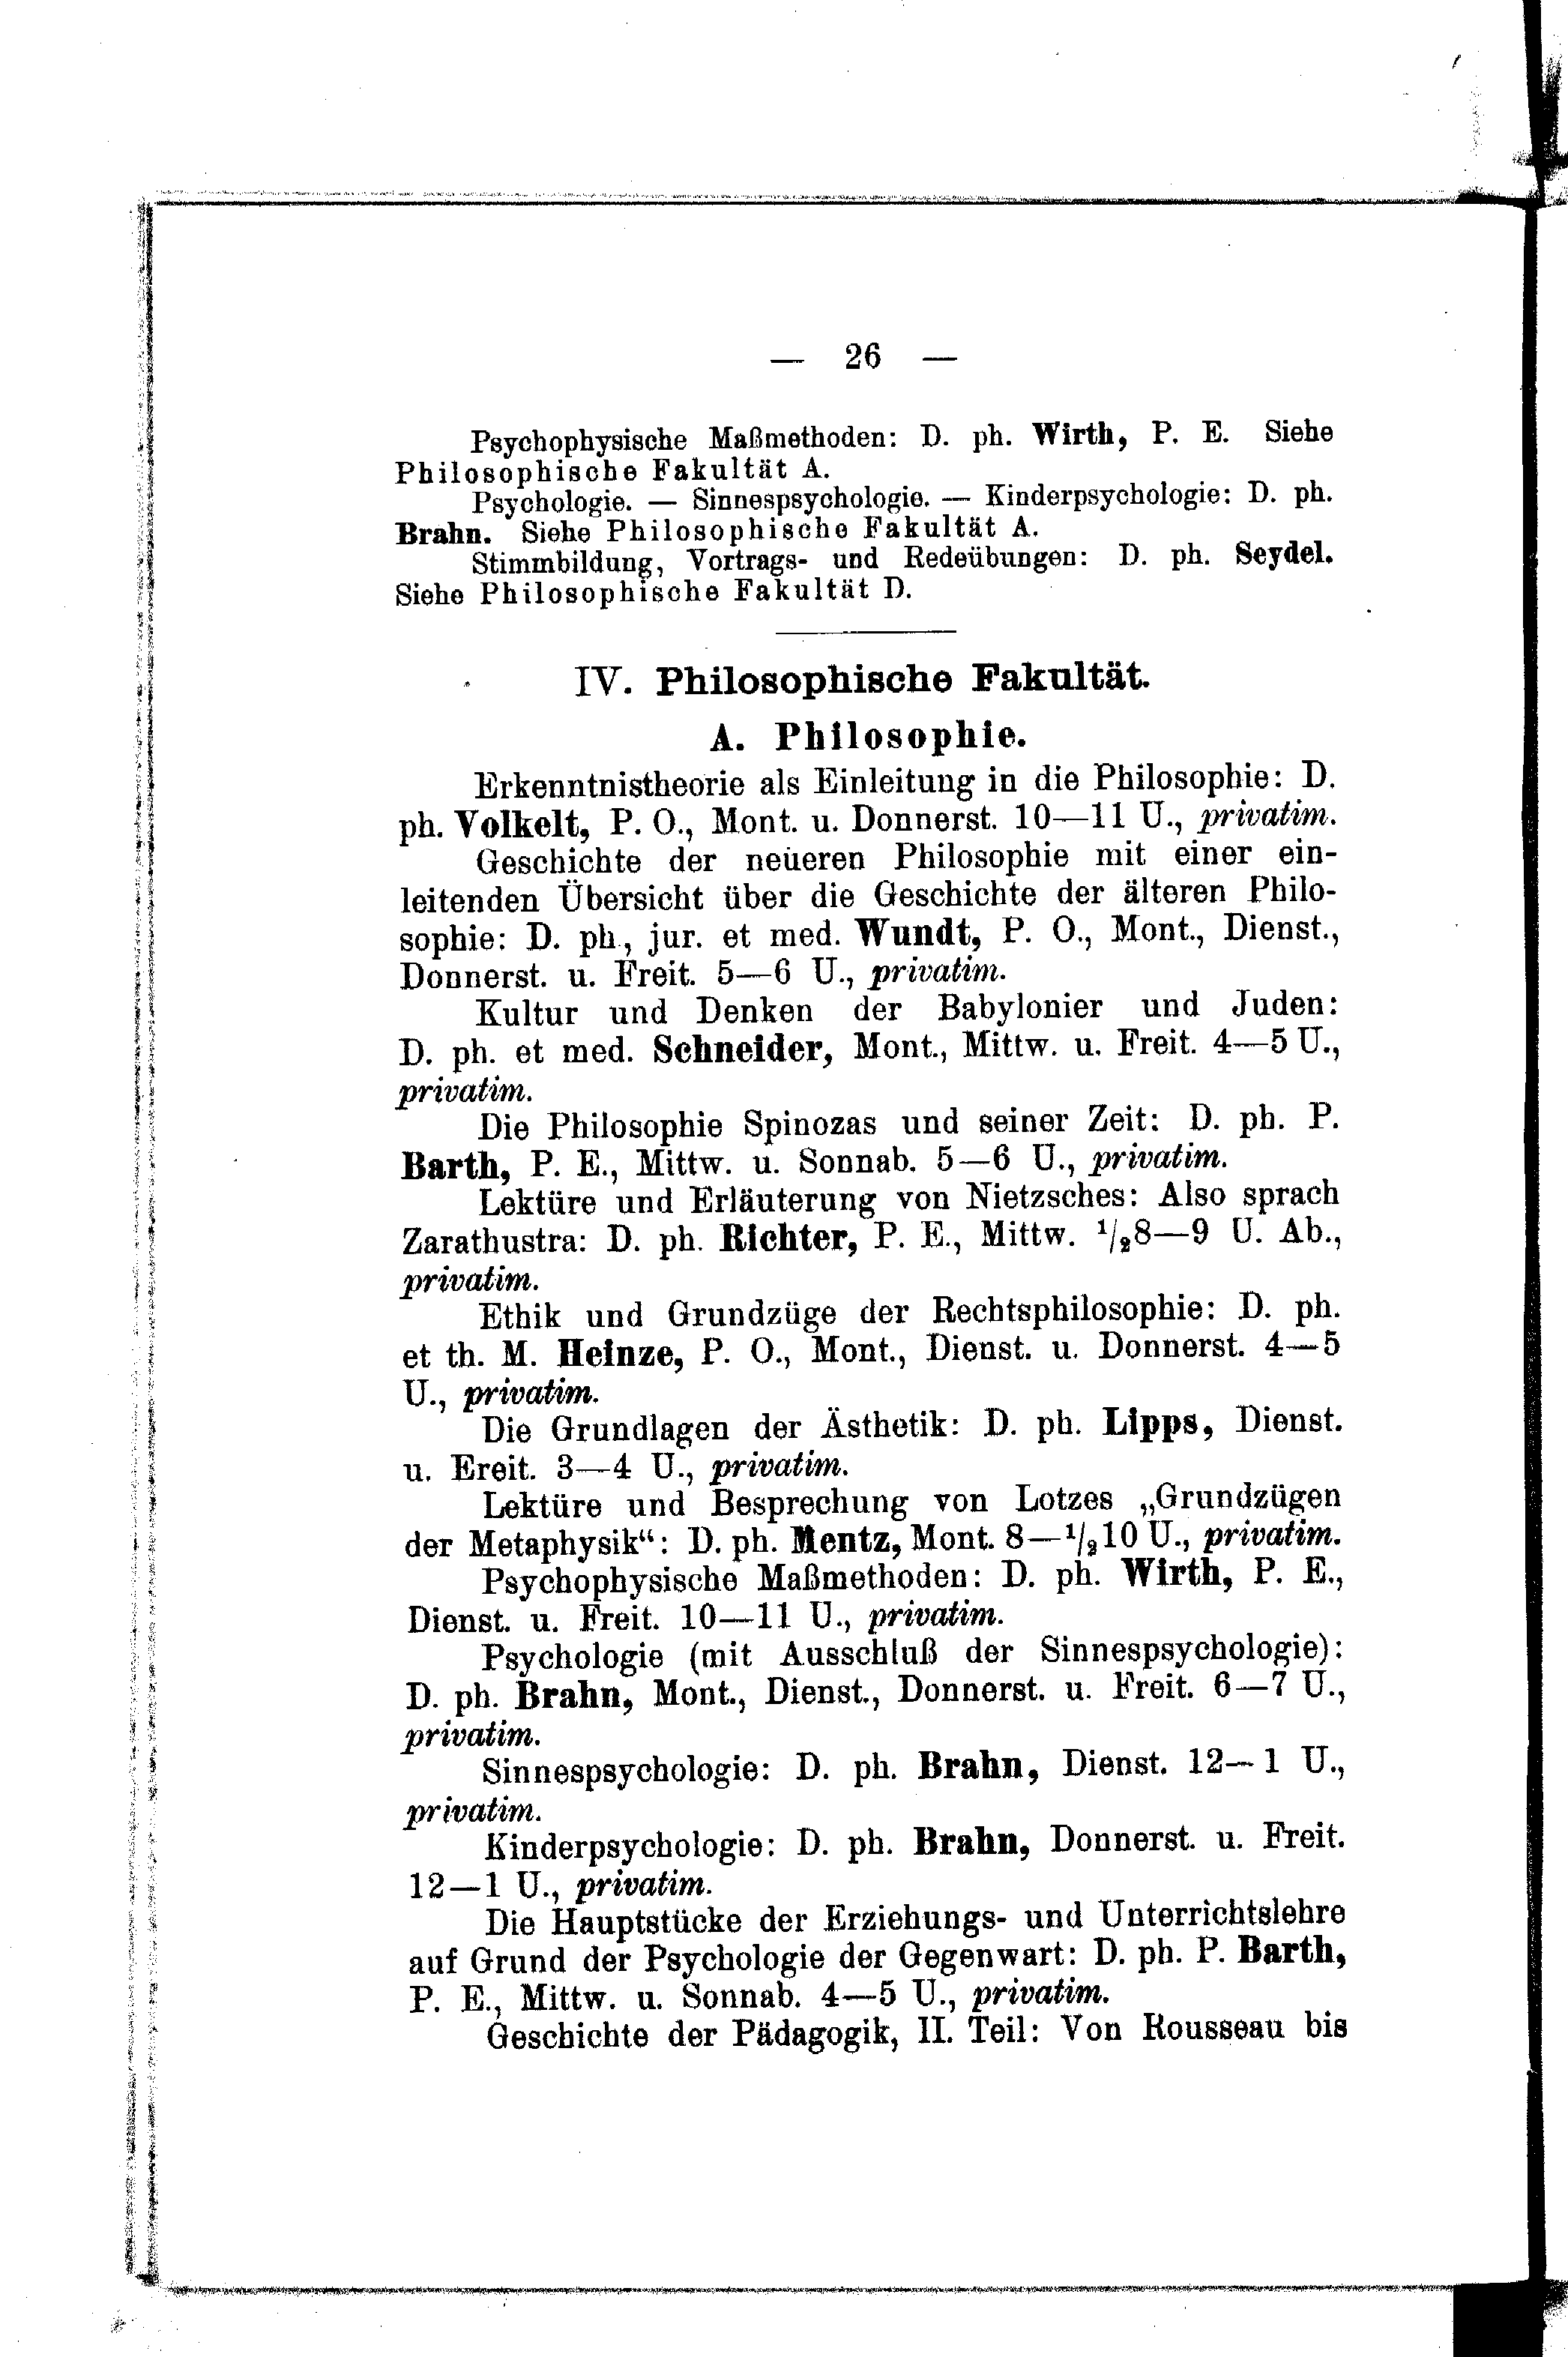 — 26 —
Psychophysische Maßmethoden: D. ph. Wirth, P. E. Siehe
Philosophische Fakultät A.
Psychologie. — Sinnespsychologie. — Kinderpsychologie: D. ph.
Brahn. Siehe Philosophische Fakultät A.
Stimmbildung, Vortrags- und Redeübungen: D. ph. Seydel.
Siehe Philosophische Fakultät D.
IV. Philosophische Fakultät.
A. Philosophie.
Erkenntnistheorie als Einleitung in die Philosophie: D.
ph. Volkelt, P. O., Mont. u. Donnerst. 10—11 U., privatim.
Geschichte der neueren Philosophie mit einer ein-
leitenden Übersicht über die Geschichte der älteren Philo-
sophie: D. ph., jur. et med. Wundt, P. O., Mont., Dienst.,
Donnerst. u. Freit. 5—6 U., privatim.
Kultur und Denken der Babylonier und Juden:
D. ph. et med. Schneider, Mont., Mittw. u. Freit. 4—5 U.,
privatim.
Die Philosophie Spinozas und seiner Zeit: D. ph. P.
Barth, P. E., Mittw. u. Sonnab. 5—6 U., privatim.
Lektüre und Erläuterung von Nietzsches: Also sprach
Zarathustra: D. ph. Richter, P. E., Mittw. 1/28—9 U. Ab.,
privatim.
Ethik und Grundzüge der Rechtsphilosophie: D. ph.
et th. M. Heinze, P. O., Mont., Dienst. u. Donnerst. 4—5
U., privatim.
Die Grundlagen der Ästhetik: D. ph. Lipps, Dienst.
u. Ereit. 3—4 U., privatim.
Lektüre und Besprechung von Lotzes „Grundzügen
der Metaphysik“: D. ph. Mentz, Mont. 8—1/210 U., privatim.
Psychophysische Maßmethoden: D. ph. Wirth, P. E.,
Dienst. u. Freit. 10—11 U., privatim.
Psychologie (mit Ausschluß der Sinnespsychologie):
D. ph. Brahn, Mont., Dienst., Donnerst. u. Freit. 6—7 U.,
privatim.
Sinnespsychologie: D. ph. Brahn, Dienst. 12—1 U.,
privatim.
Kinderpsychologie: D. ph. Brahn, Donnerst. u. Freit.
12—1 U., privatim.
Die Hauptstücke der Erziehungs- und Unterrichtslehre
auf Grund der Psychologie der Gegenwart: D. ph. P. Barth,
P. E., Mittw. u. Sonnab. 4—5 U., privatim.
Geschichte der Pädagogik, II. Teil: Von Rousseau bis